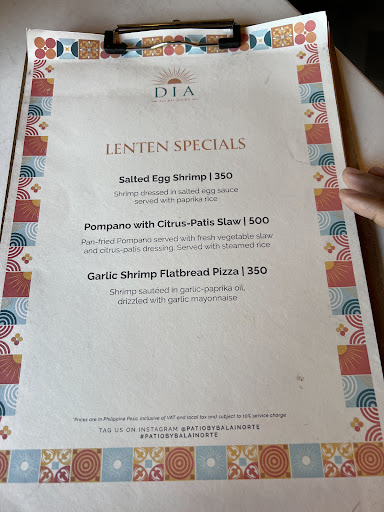 DIA
LENTEN SPECIALS
Salted Egg Shrimp | 350
Shrimp dressed in salted egg sauce
served with paprika rice
Pompano with Citrus-Patis Slaw | 500
Pan-fried Pompano served with fresh vegetable slaw
and citrus-patis dressing. Served with steamed rice
Garlic Shrimp Flatbread Pizza | 350
Shrimp sautéed in garlic-paprika oil,
drizzled with garlic mayonnaise
*Prices are in Philippine Peso, inclusive of VAT and local tax and subject to 10% service charge
TAG US ON INSTAGRAM @PATIOBYBALAINORTE
#PATIOBYBALAINORTE